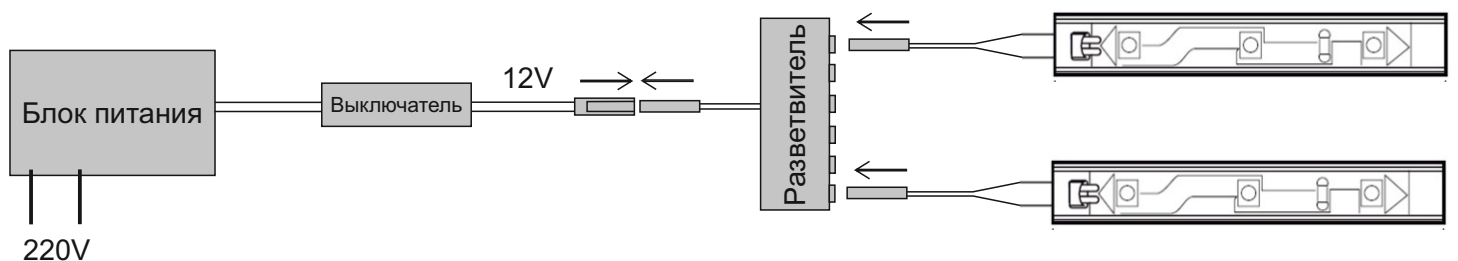 Блок питания
Выключатель
12V
Разветвитель
220V